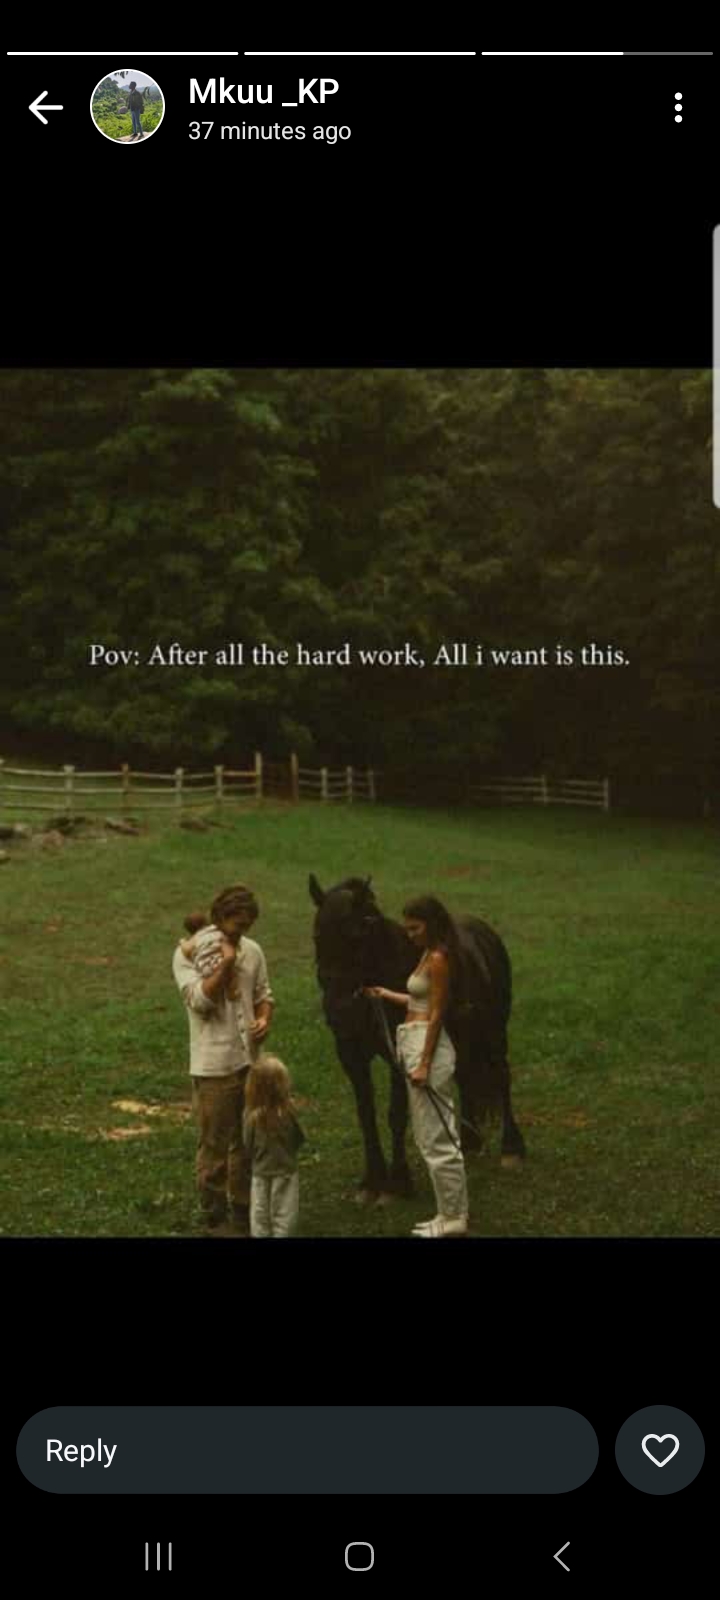 Mkuu _KP
37 minutes ago
Pov: After all the hard work, All i want is this.
Reply